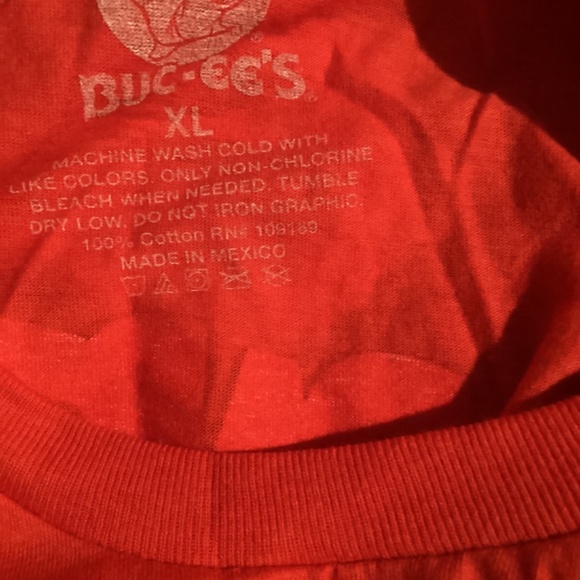 BUC-EE'S
XL
MACHINE WASH COLD WITH
LIKE COLORS. ONLY NON-CHLORINE
BLEACH WHEN NEEDED. TUMBLE
DRY LOW. DO NOT IRON GRAPHIC.
100% Cotton RN# 109169
MADE IN MEXICO